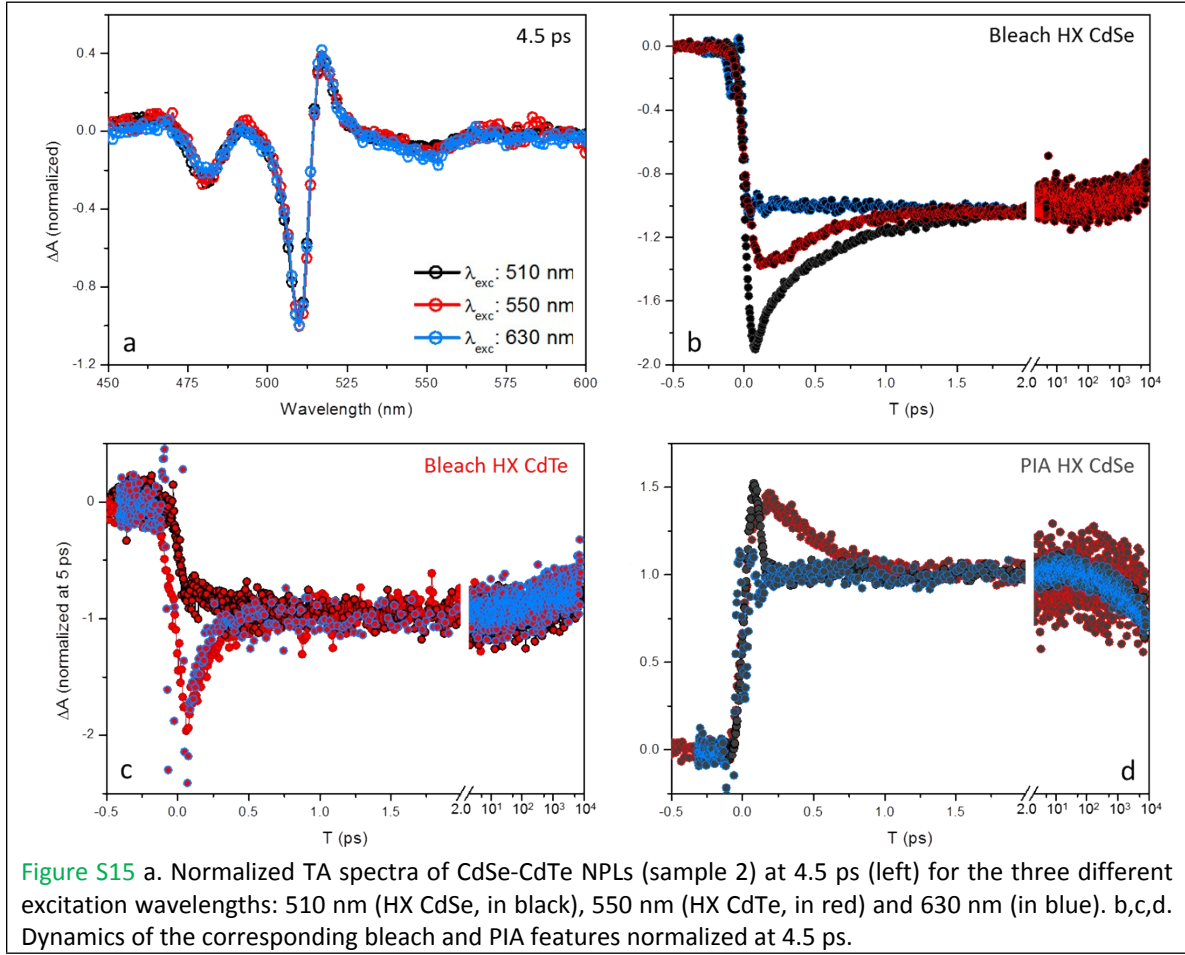 4.5 ps
ΔA (normalized)
0.4
0.0
-0.4
-0.8
-1.2
λexc: 510 nm
λexc: 550 nm
λexc: 630 nm
a
450 475 500 525 550 575 600
Wavelength (nm)
Bleach HX CdSe
0.0
-0.4
-0.8
-1.2
-1.6
-2.0
b
-0.5 0.0 0.5 1.0 1.5 2.0 10¹ 10² 10³ 10⁴
T (ps)
Bleach HX CdTe
ΔA (normalized at 5 ps)
0
-1
-2
c
-0.5 0.0 0.5 1.0 1.5 2.0 10¹ 10² 10³ 10⁴
T (ps)
PIA HX CdSe
1.5
1.0
0.5
0.0
d
-0.5 0.0 0.5 1.0 1.5 2.0 10¹ 10² 10³ 10⁴
T (ps)
Figure S15 a. Normalized TA spectra of CdSe-CdTe NPLs (sample 2) at 4.5 ps (left) for the three different
excitation wavelengths: 510 nm (HX CdSe, in black), 550 nm (HX CdTe, in red) and 630 nm (in blue). b,c,d.
Dynamics of the corresponding bleach and PIA features normalized at 4.5 ps.